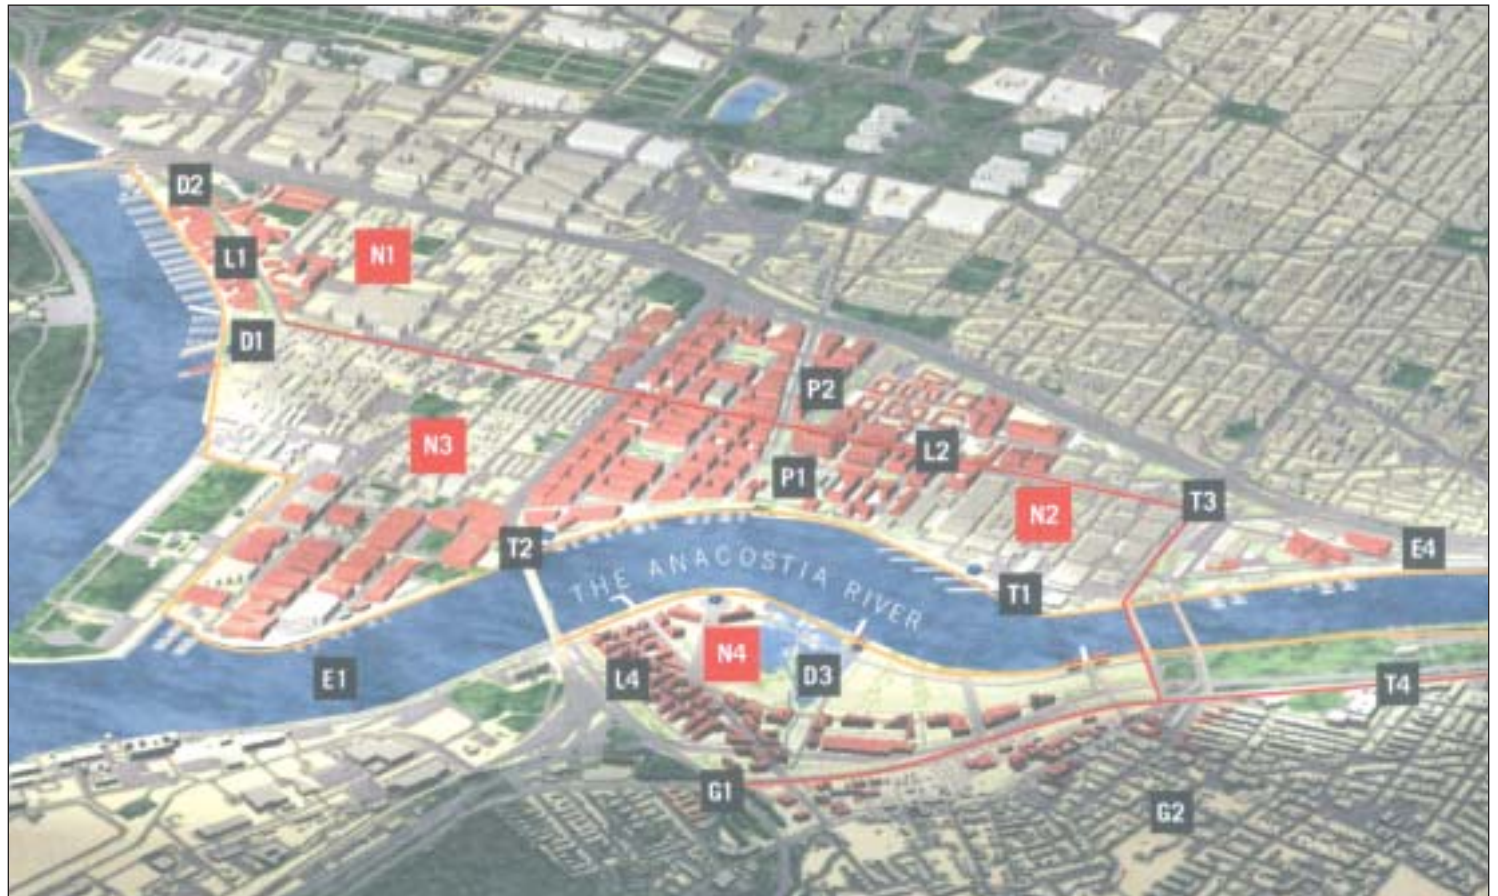 D2
L1
N1
D1
P2
N3
L2
P1
N2
T3
T2
E4
T1
THE ANACOSTIA RIVER
N4
E1
L4
D3
T4
G1
G2